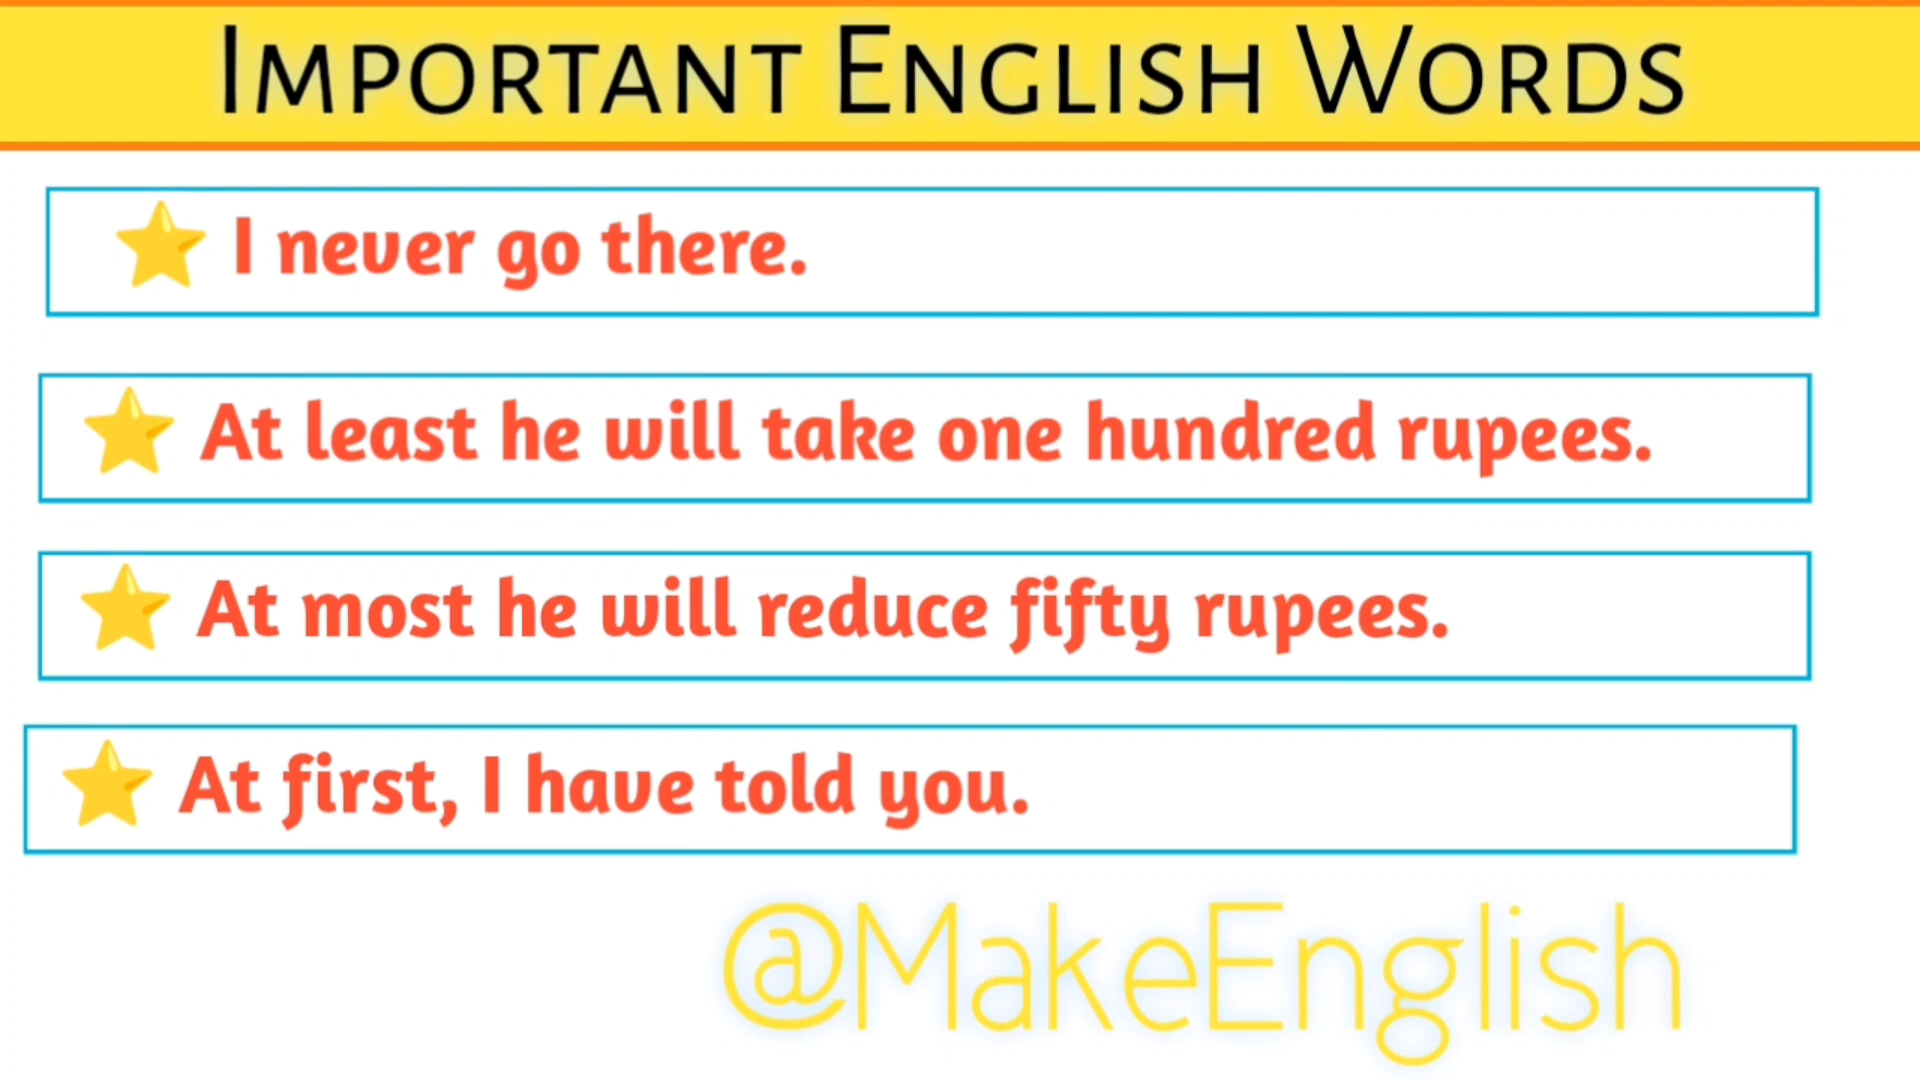 Important English Words
I never go there.
At least he will take one hundred rupees.
At most he will reduce fifty rupees.
At first, I have told you.
@MakeEnglish